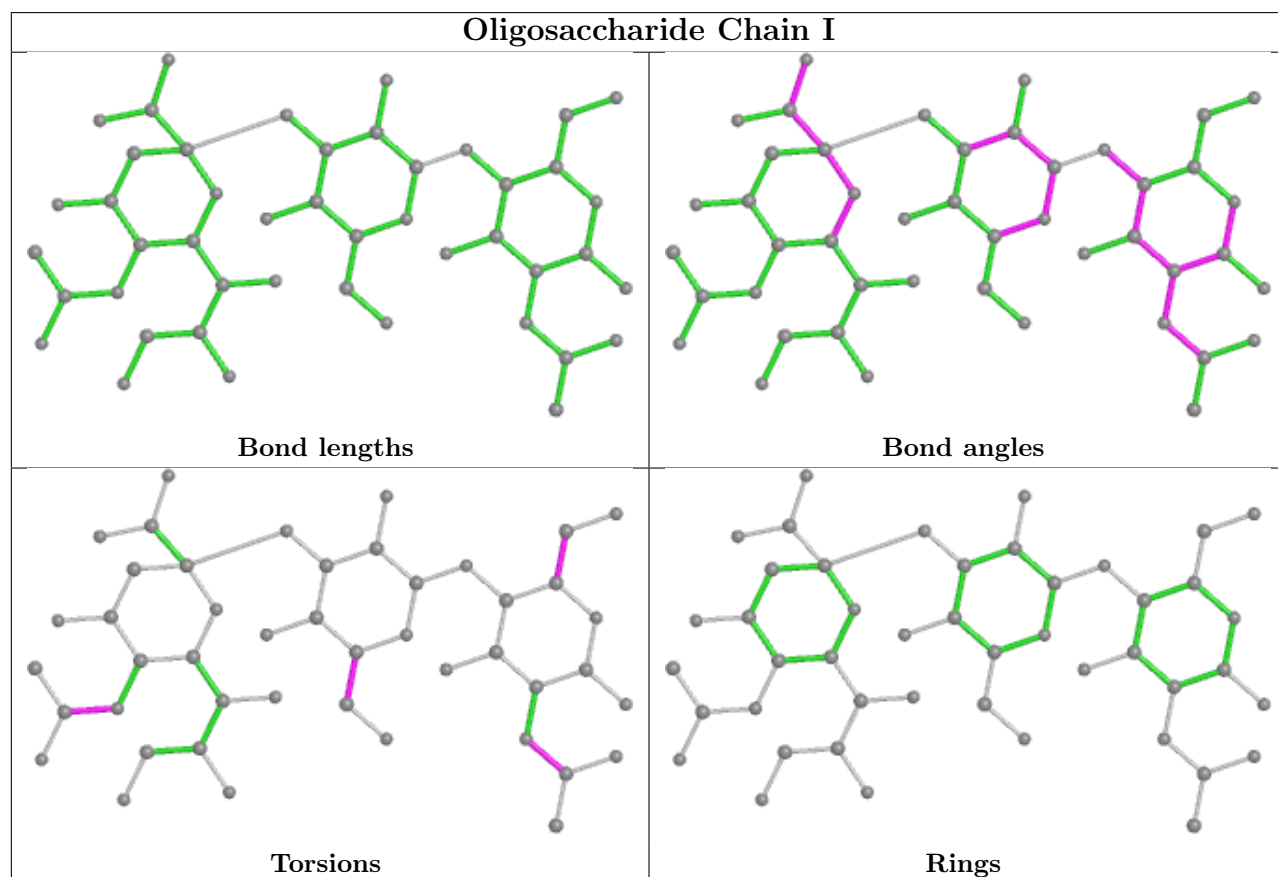 Oligosaccharide Chain I
Bond lengths
Bond angles
Torsions
Rings